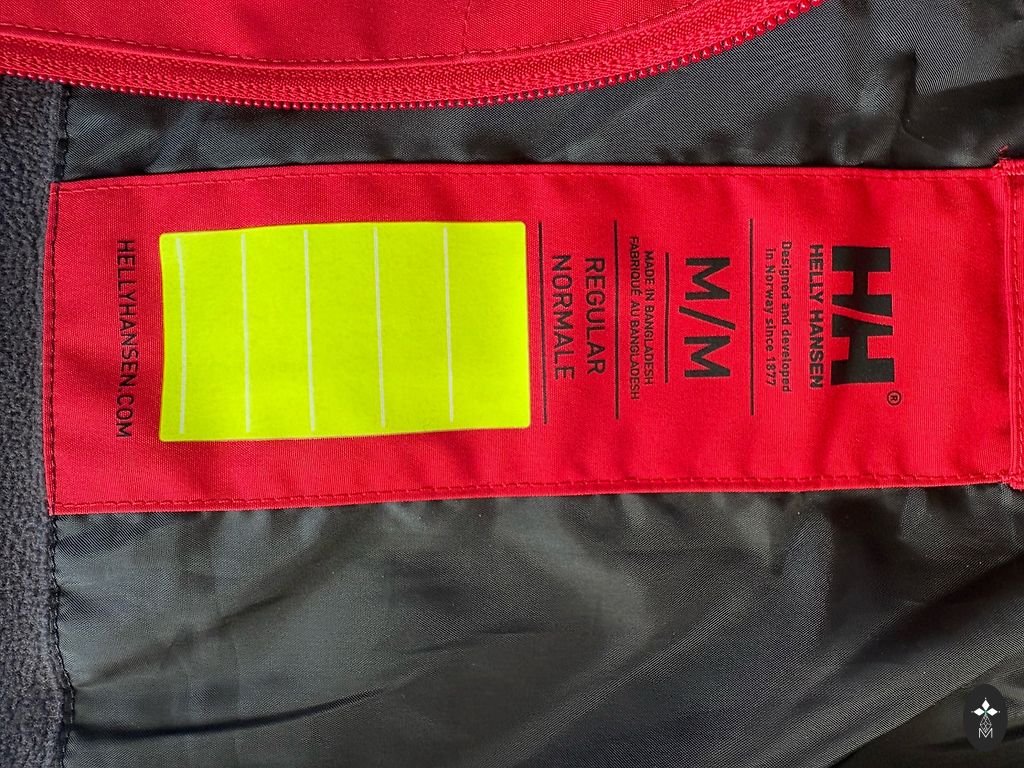 HH®
HELLY HANSEN
Designed and developed
in Norway since 1877
M/M
MADE IN BANGLADESH
FABRIQUÉ AU BANGLADESH
REGULAR
NORMALE
HELLYHANSEN.COM
M